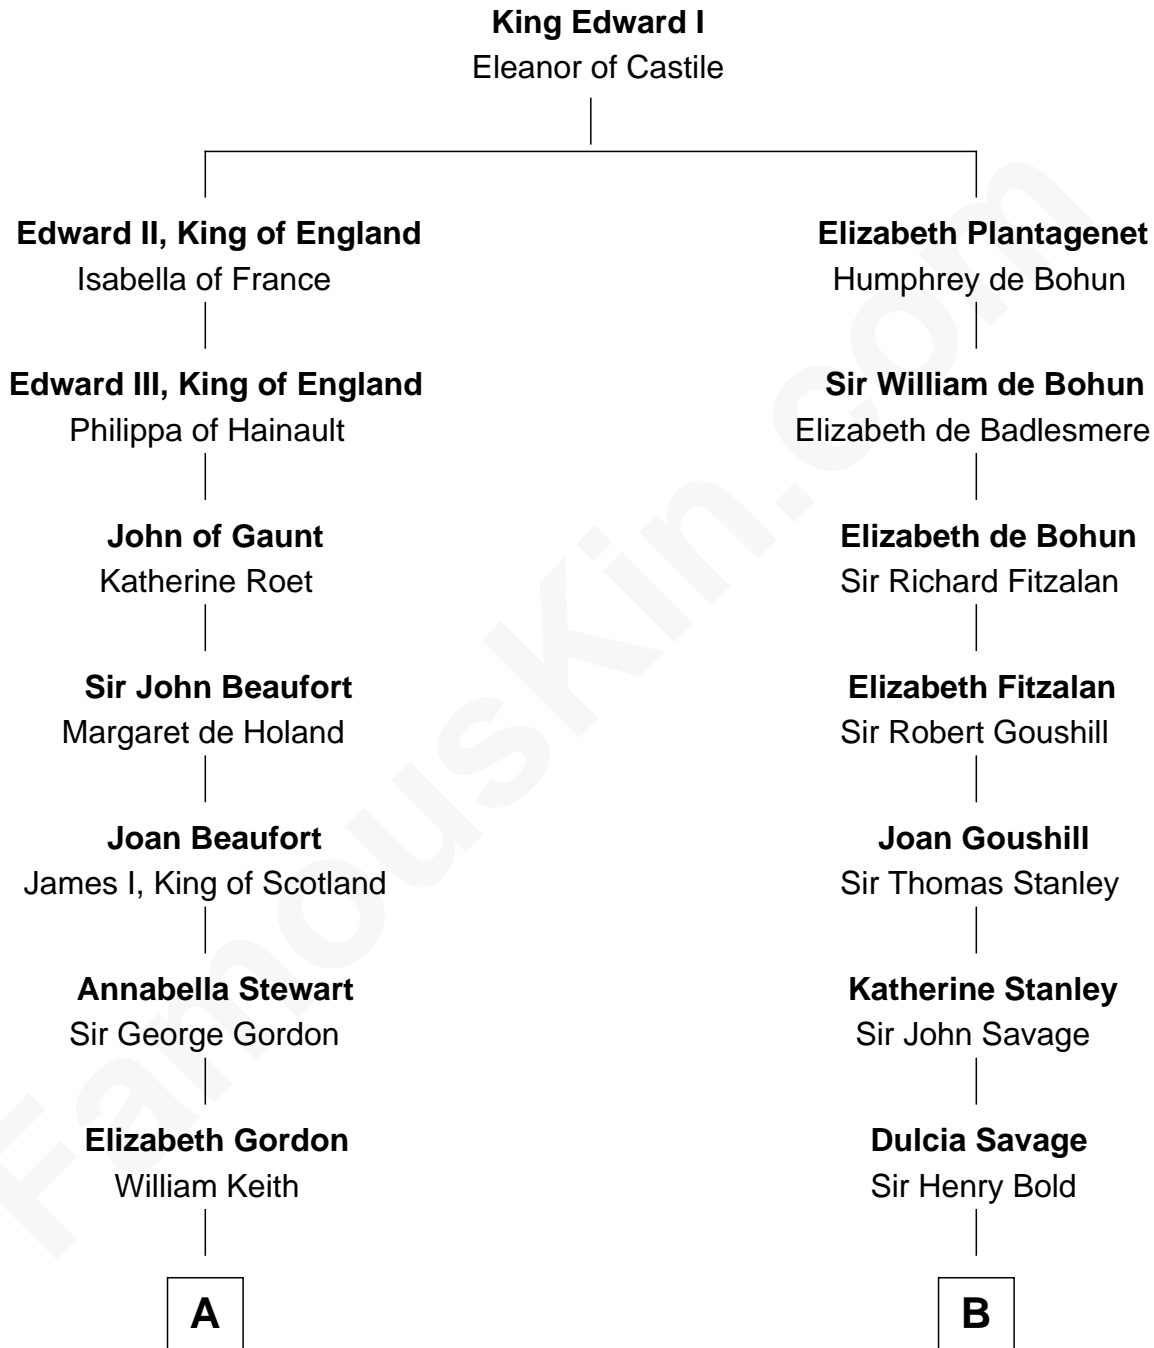 King Edward I
Eleanor of Castile
Edward II, King of England
Isabella of France
Edward III, King of England
Philippa of Hainault
John of Gaunt
Katherine Roet
Sir John Beaufort
Margaret de Holand
Joan Beaufort
James I, King of Scotland
Annabella Stewart
Sir George Gordon
Elizabeth Gordon
William Keith
A
Elizabeth Plantagenet
Humphrey de Bohun
Sir William de Bohun
Elizabeth de Badlesmere
Elizabeth de Bohun
Sir Richard Fitzalan
Elizabeth Fitzalan
Sir Robert Goushill
Joan Goushill
Sir Thomas Stanley
Katherine Stanley
Sir John Savage
Dulcia Savage
Sir Henry Bold
B
FamousKin.com